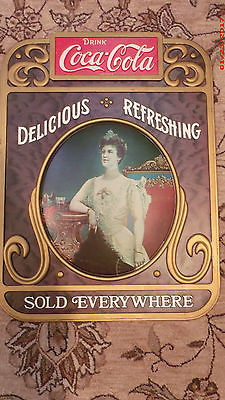 DRINK
Coca-Cola
DELICIOUS REFRESHING
SOLD EVERYWHERE